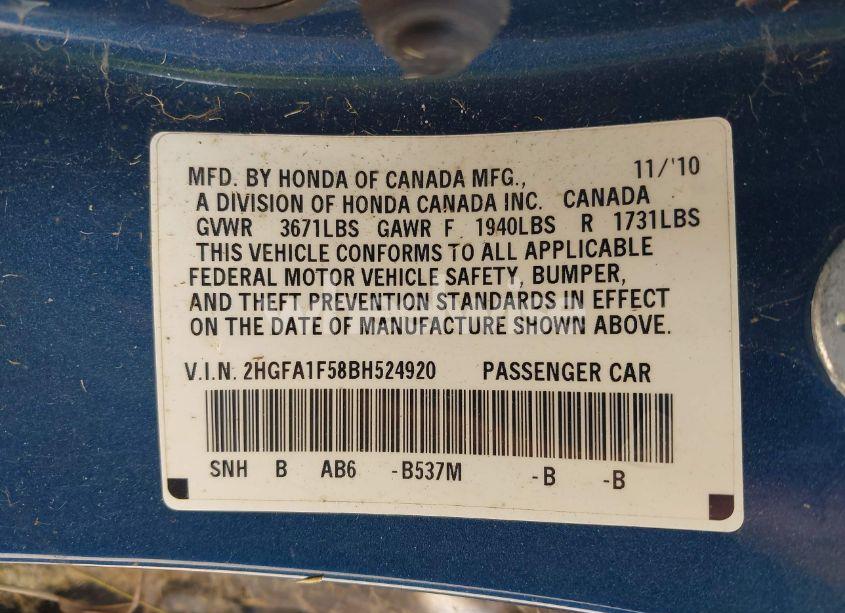 MFD. BY HONDA OF CANADA MFG., 11/'10
A DIVISION OF HONDA CANADA INC. CANADA
GVWR 3671LBS GAWR F 1940LBS R 1731LBS
THIS VEHICLE CONFORMS TO ALL APPLICABLE
FEDERAL MOTOR VEHICLE SAFETY, BUMPER,
AND THEFT PREVENTION STANDARDS IN EFFECT
ON THE DATE OF MANUFACTURE SHOWN ABOVE.
V.I.N. 2HGFA1F58BH524920 PASSENGER CAR
SNH B AB6 -B537M -B -B